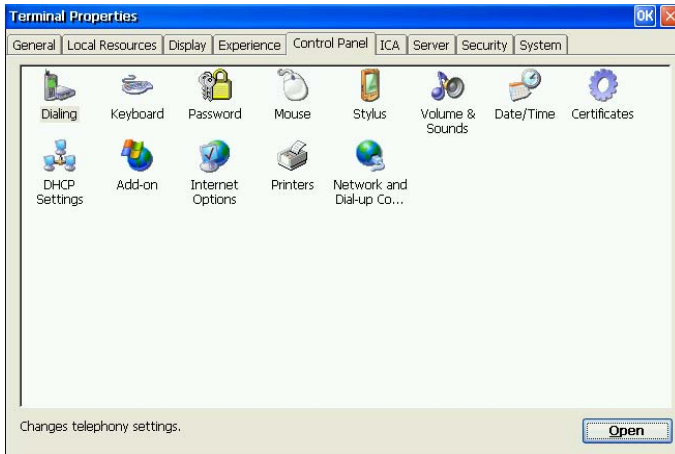 Terminal Properties OK
General Local Resources Display Experience Control Panel ICA Server Security System
Dialing Keyboard Password Mouse Stylus Volume & Sounds Date/Time Certificates
DHCP Settings Add-on Internet Options Printers Network and Dial-up Co...
Changes telephony settings. Open